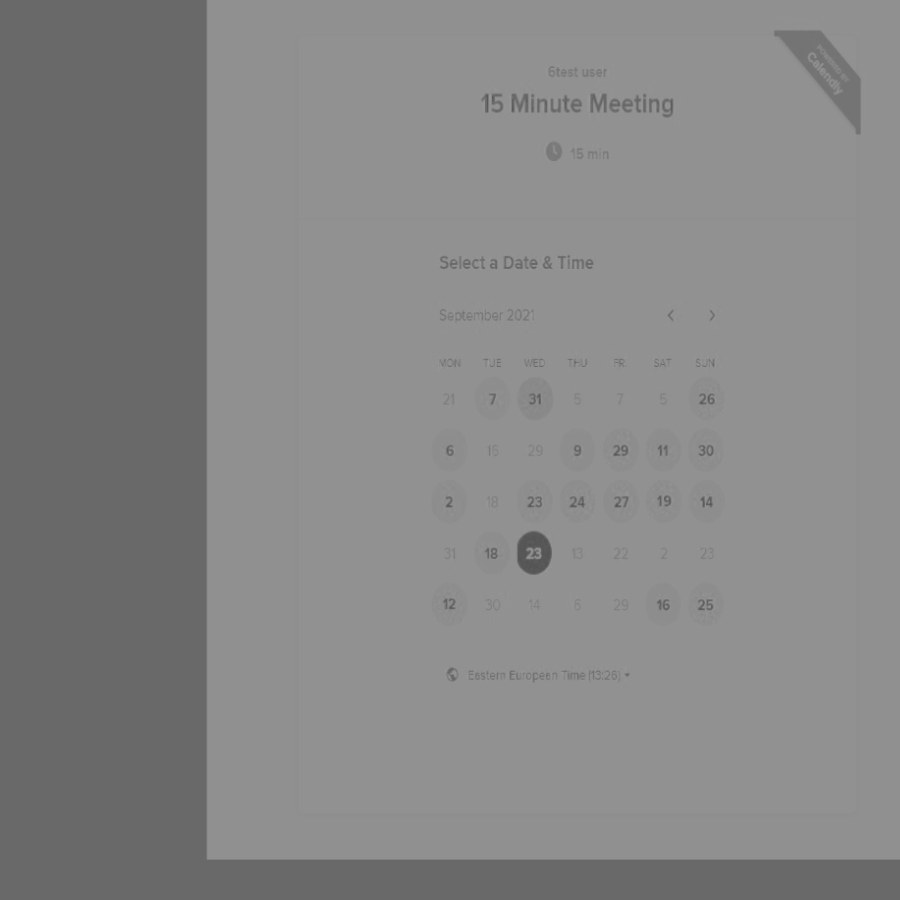 POWERED BY
Calendly
6test user
15 Minute Meeting
15 min
Select a Date & Time
September 2021
MON TUE WED THU FRI SAT SUN
21 7 31 5 7 5 26
6 15 29 9 29 11 30
2 18 23 24 27 19 14
31 18 23 13 22 2 23
12 30 14 8 29 16 25
Eastern European Time (13:26)